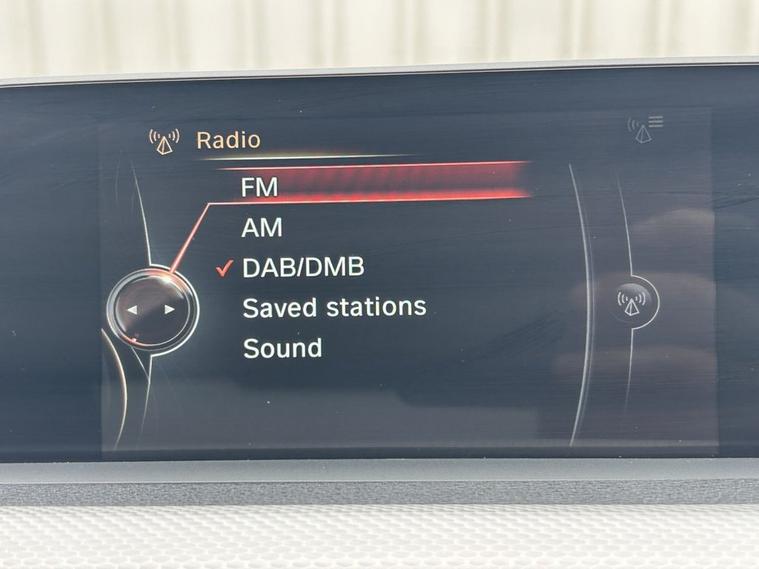 Radio
FM
AM
DAB/DMB
Saved stations
Sound